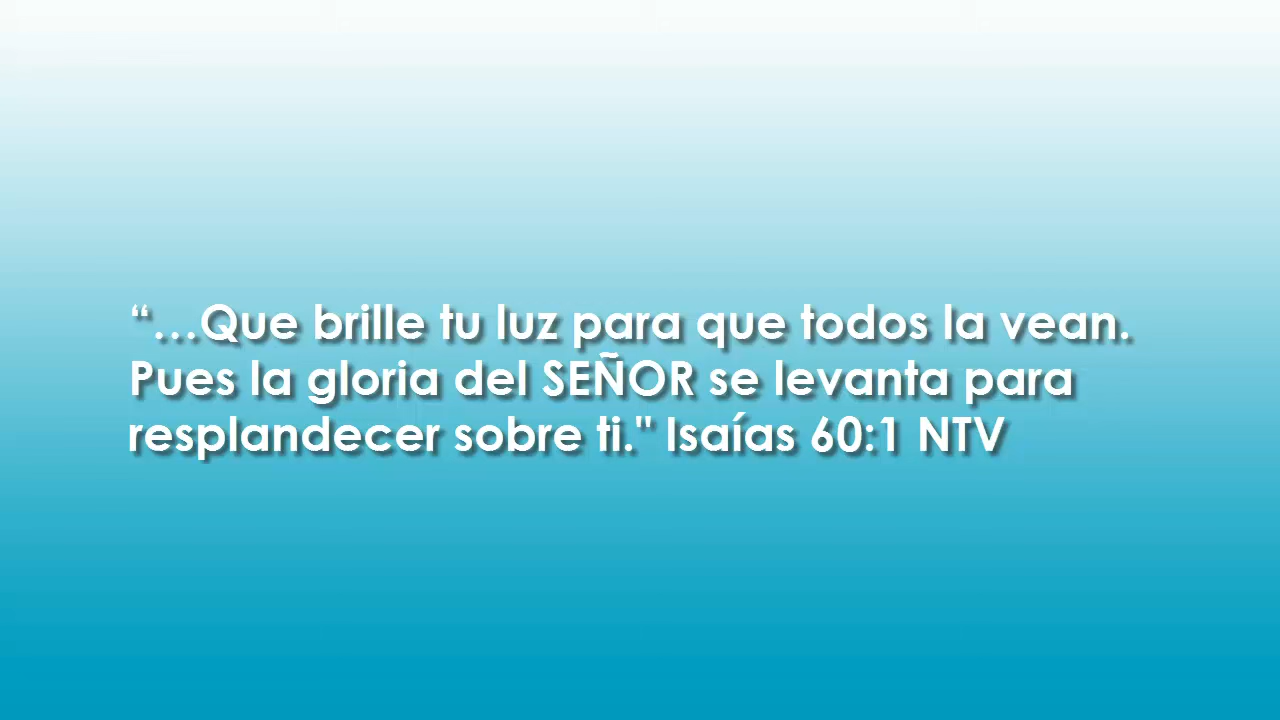 “…Que brille tu luz para que todos la vean.
Pues la gloria del SEÑOR se levanta para
resplandecer sobre ti." Isaías 60:1 NTV